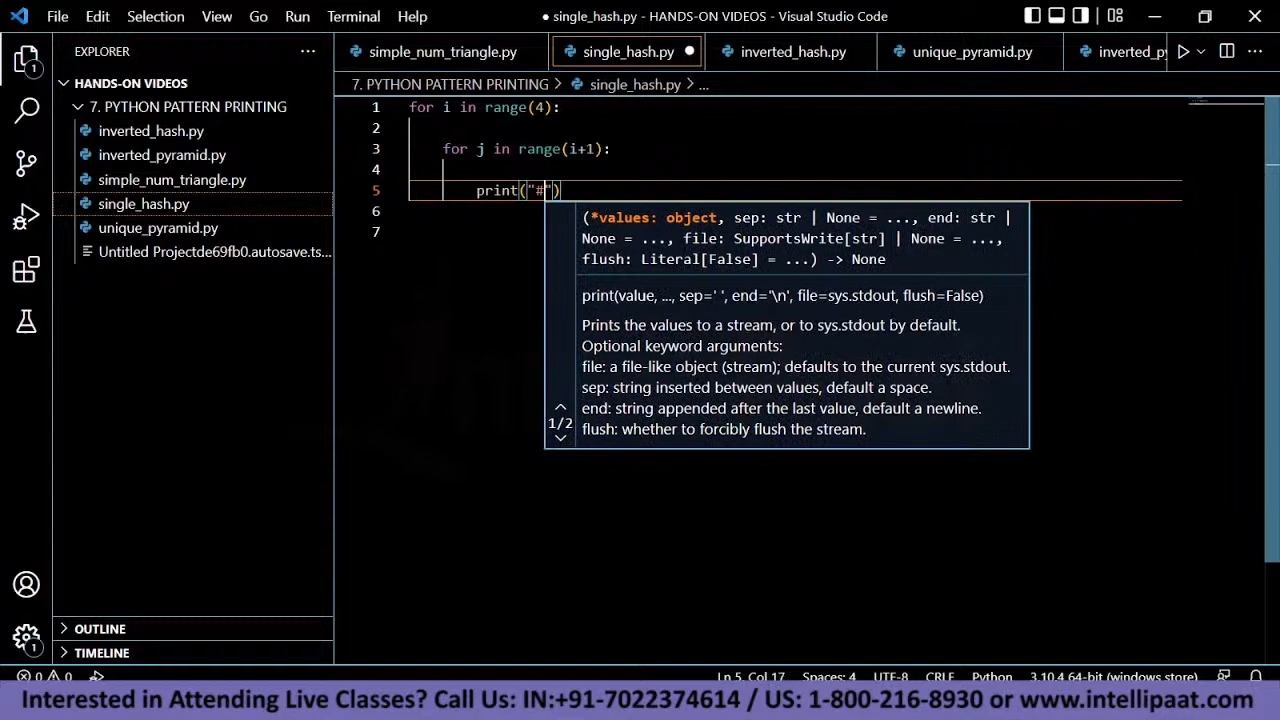 File Edit Selection View Go Run Terminal Help
● single_hash.py - HANDS-ON VIDEOS - Visual Studio Code
EXPLORER
simple_num_triangle.py
single_hash.py
inverted_hash.py
unique_pyramid.py
inverted_py
HANDS-ON VIDEOS
7. PYTHON PATTERN PRINTING
inverted_hash.py
inverted_pyramid.py
simple_num_triangle.py
single_hash.py
unique_pyramid.py
Untitled Projectde69fb0.autosave.ts...
7. PYTHON PATTERN PRINTING > single_hash.py > ...
1 for i in range(4):
2
3 for j in range(i+1):
4
5 print("#")
6
7
(*values: object, sep: str | None = ..., end: str |
None = ..., file: SupportsWrite[str] | None = ...,
flush: Literal[False] = ...) -> None
print(value, ..., sep=' ', end='\n', file=sys.stdout, flush=False)
Prints the values to a stream, or to sys.stdout by default.
Optional keyword arguments:
file: a file-like object (stream); defaults to the current sys.stdout.
sep: string inserted between values, default a space.
end: string appended after the last value, default a newline.
flush: whether to forcibly flush the stream.
1/2
1
1
OUTLINE
TIMELINE
0 0
Ln 5, Col 17 Spaces: 4 UTF-8 CRLF Python 3.10.4 64-bit (windows store)
Interested in Attending Live Classes? Call Us: IN:+91-7022374614 / US: 1-800-216-8930 or www.intellipaat.com